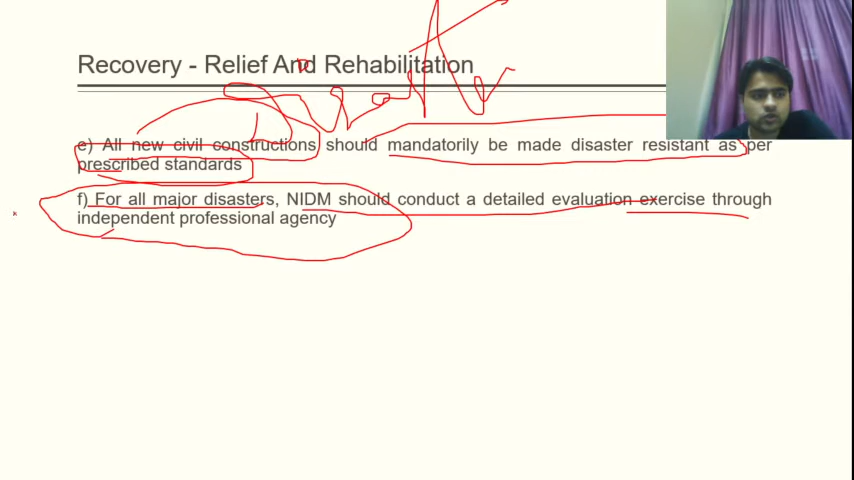 Recovery - Relief And Rehabilitation
e) All new civil constructions should mandatorily be made disaster resistant as per
prescribed standards
f) For all major disasters, NIDM should conduct a detailed evaluation exercise through
independent professional agency